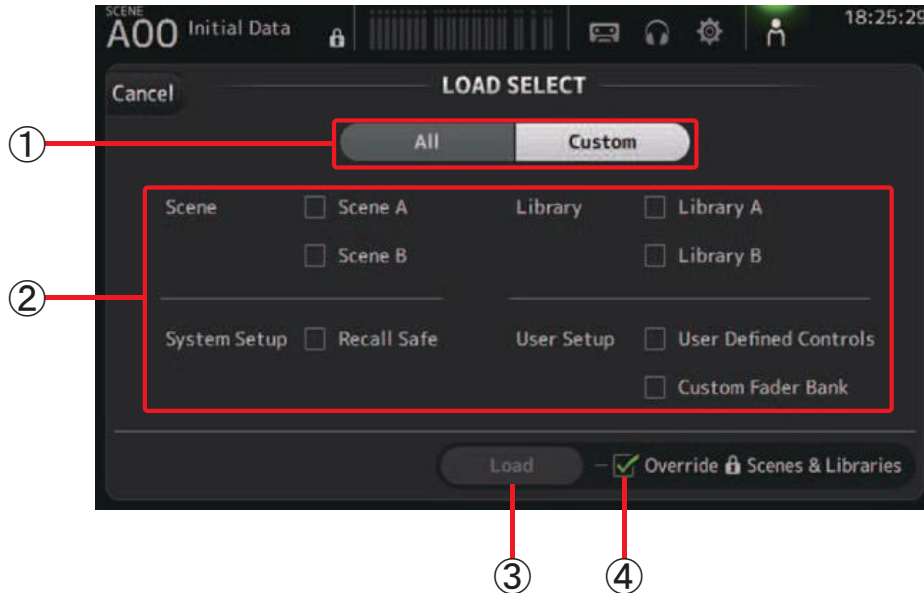 SCENE
A00 Initial Data
18:25:29
Cancel
LOAD SELECT
① All Custom
Scene Scene A Library Library A
Scene B Library B
②
System Setup Recall Safe User Setup User Defined Controls
Custom Fader Bank
Load Override Scenes & Libraries
③ ④